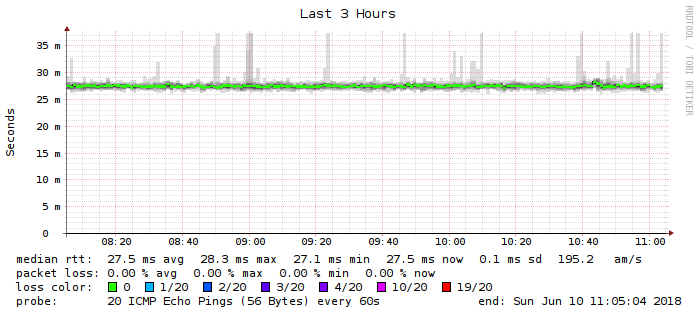 Last 3 Hours
RRDTOOL / TOBI OETIKER
Seconds
35 m
30 m
25 m
20 m
15 m
10 m
5 m
0
08:20 08:40 09:00 09:20 09:40 10:00 10:20 10:40 11:00
median rtt: 27.5 ms avg 28.3 ms max 27.1 ms min 27.5 ms now 0.1 ms sd 195.2 am/s
packet loss: 0.00 % avg 0.00 % max 0.00 % min 0.00 % now
loss color: 0 1/20 2/20 3/20 4/20 10/20 19/20
probe: 20 ICMP Echo Pings (56 Bytes) every 60s end: Sun Jun 10 11:05:04 2018